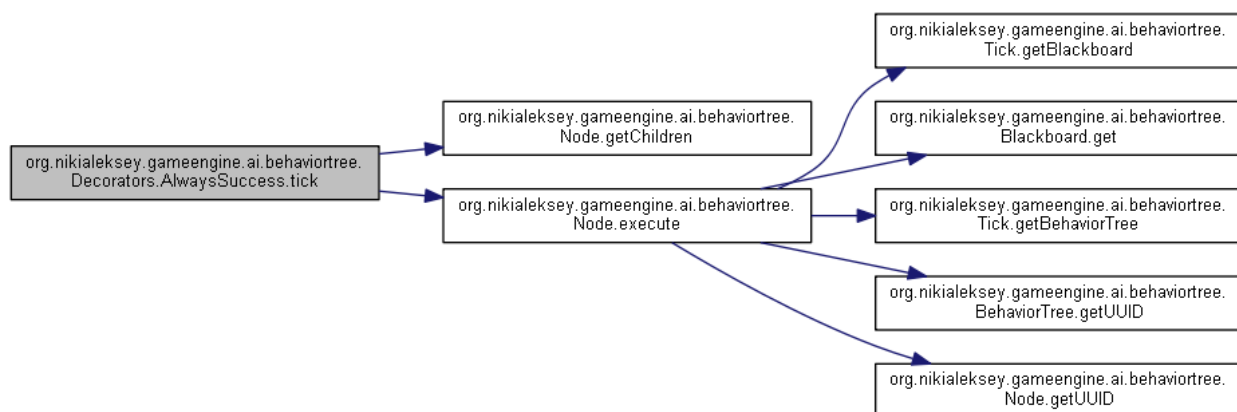 org.nikialeksey.gameengine.ai.behaviortree.
Decorators.AlwaysSuccess.tick
org.nikialeksey.gameengine.ai.behaviortree.
Node.getChildren
org.nikialeksey.gameengine.ai.behaviortree.
Node.execute
org.nikialeksey.gameengine.ai.behaviortree.
Tick.getBlackboard
org.nikialeksey.gameengine.ai.behaviortree.
Blackboard.get
org.nikialeksey.gameengine.ai.behaviortree.
Tick.getBehaviorTree
org.nikialeksey.gameengine.ai.behaviortree.
BehaviorTree.getUUID
org.nikialeksey.gameengine.ai.behaviortree.
Node.getUUID